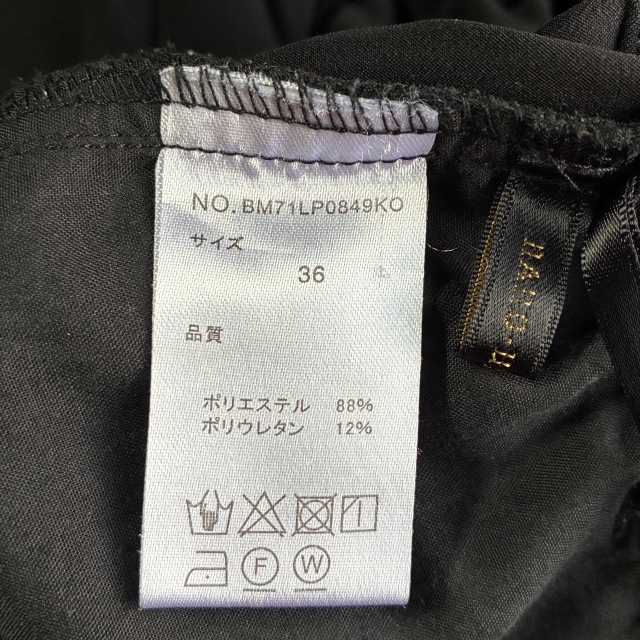 NO.BM71LP0849KO
サイズ
36
品質
ポリエステル 88%
ポリウレタン 12%
F W